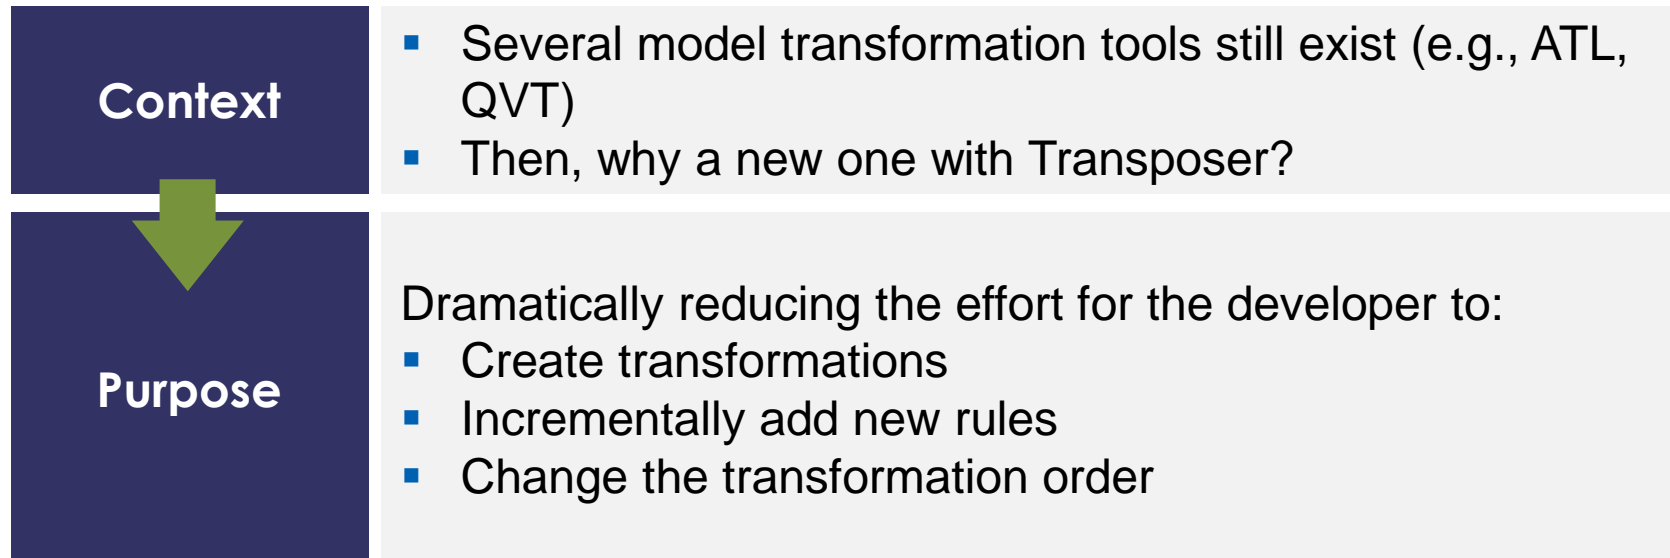 Context
Several model transformation tools still exist (e.g., ATL,
QVT)
Then, why a new one with Transposer?
Purpose
Dramatically reducing the effort for the developer to:
Create transformations
Incrementally add new rules
Change the transformation order